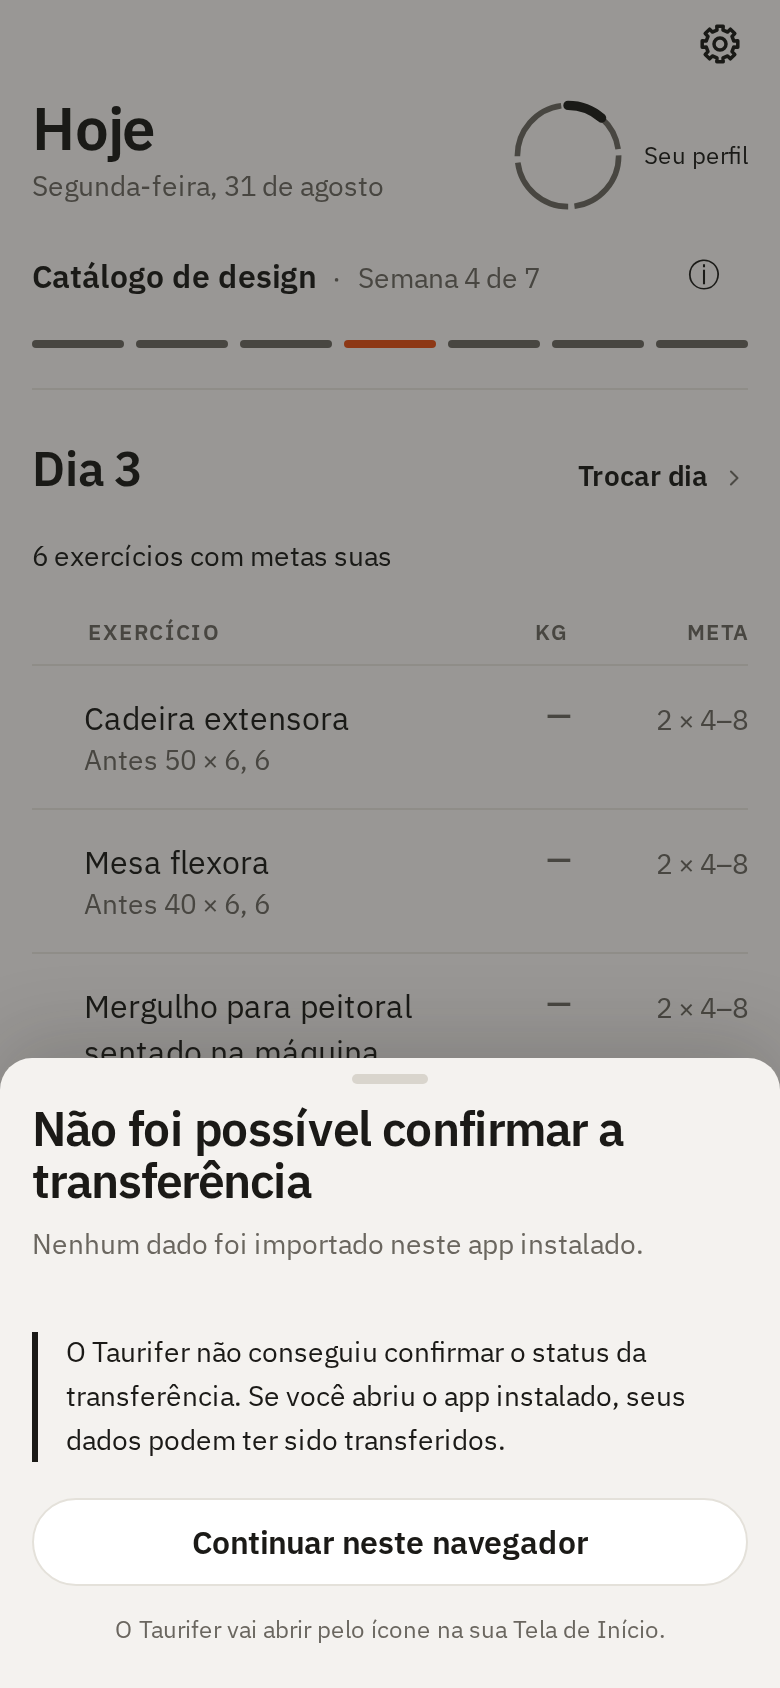 Hoje
Segunda-feira, 31 de agosto
Seu perfil
Catálogo de design · Semana 4 de 7
Dia 3
Trocar dia
6 exercícios com metas suas
EXERCÍCIO KG META
Cadeira extensora — 2 × 4–8
Antes 50 × 6, 6
Mesa flexora — 2 × 4–8
Antes 40 × 6, 6
Mergulho para peitoral — 2 × 4–8
sentado na máquina
Não foi possível confirmar a
transferência
Nenhum dado foi importado neste app instalado.
O Taurifer não conseguiu confirmar o status da
transferência. Se você abriu o app instalado, seus
dados podem ter sido transferidos.
Continuar neste navegador
O Taurifer vai abrir pelo ícone na sua Tela de Início.